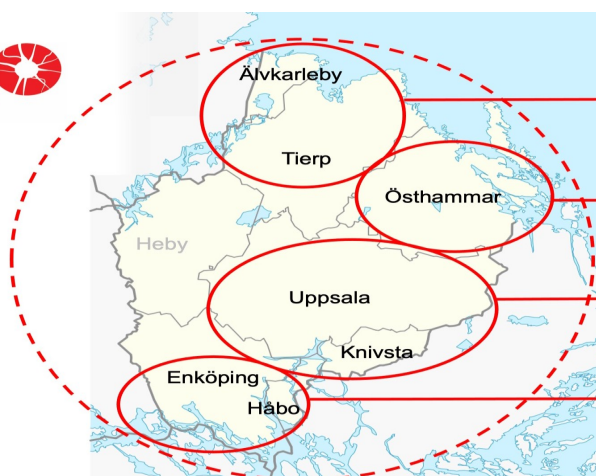 Älvkarleby
Tierp
Östhammar
Heby
Uppsala
Knivsta
Enköping
Håbo